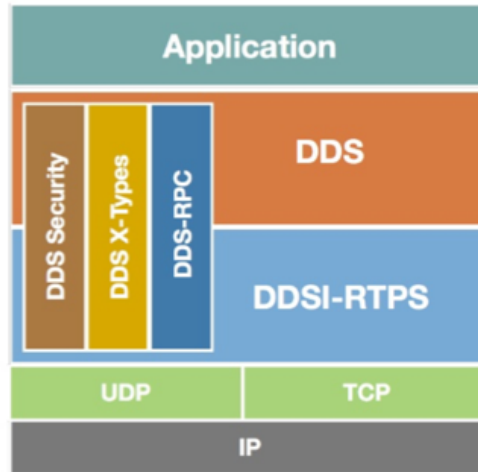 Application
DDS
DDS Security
DDS X-Types
DDS-RPC
DDSI-RTPS
UDP
TCP
IP